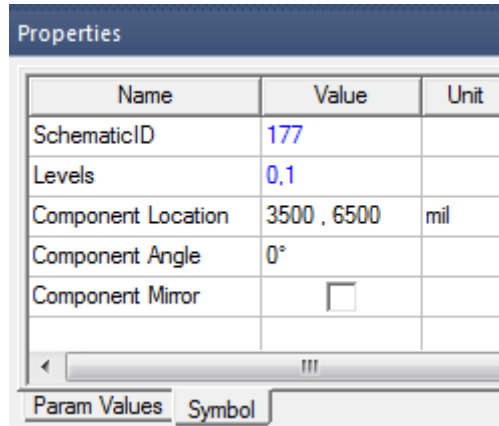 Properties
Name Value Unit
SchematicID 177
Levels 0,1
Component Location 3500 , 6500 mil
Component Angle 0°
Component Mirror
Param Values Symbol